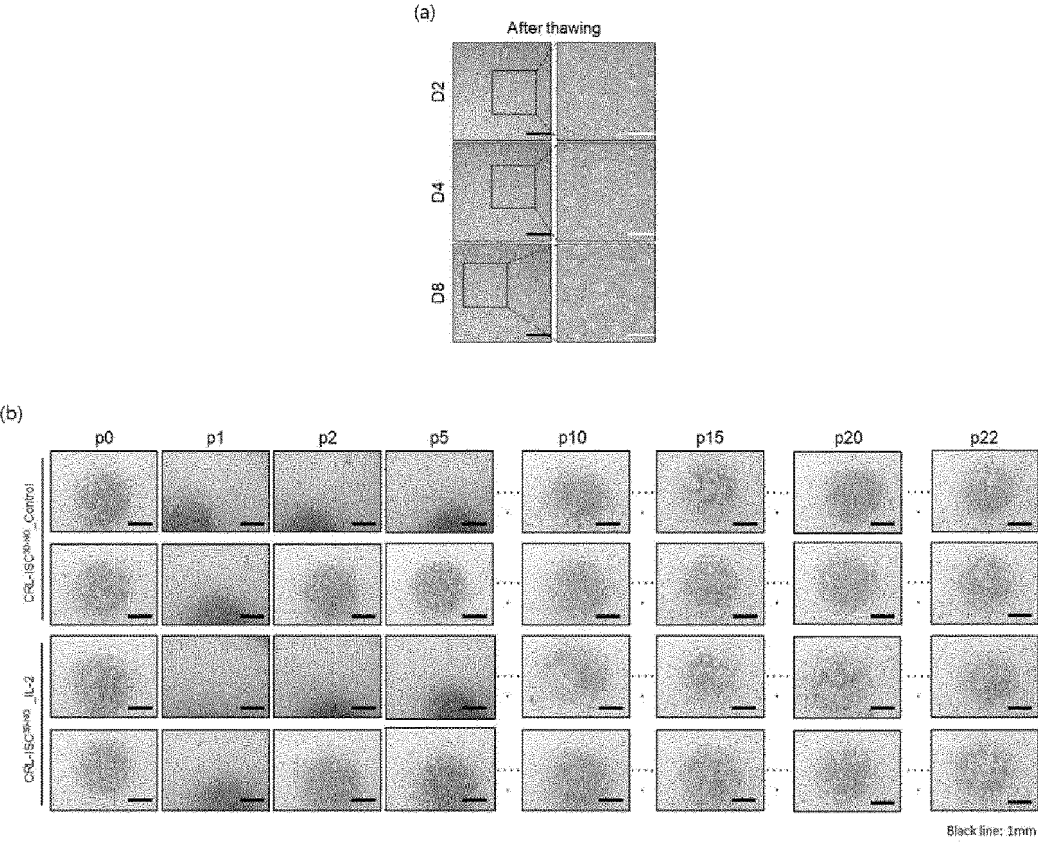 (a)
After thawing
D2
D4
D8
(b)
p0 p1 p2 p5 p10 p15 p20 p22
_Control
_IL-2
Black line: 1mm